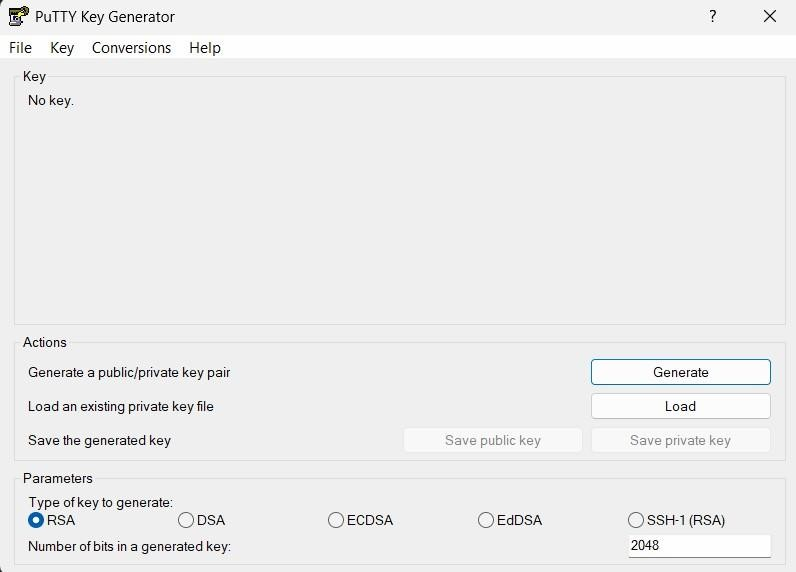 PuTTY Key Generator ?
File Key Conversions Help
Key
No key.
Actions
Generate a public/private key pair Generate
Load an existing private key file Load
Save the generated key Save public key Save private key
Parameters
Type of key to generate:
RSA DSA ECDSA EdDSA SSH-1 (RSA)
Number of bits in a generated key: 2048